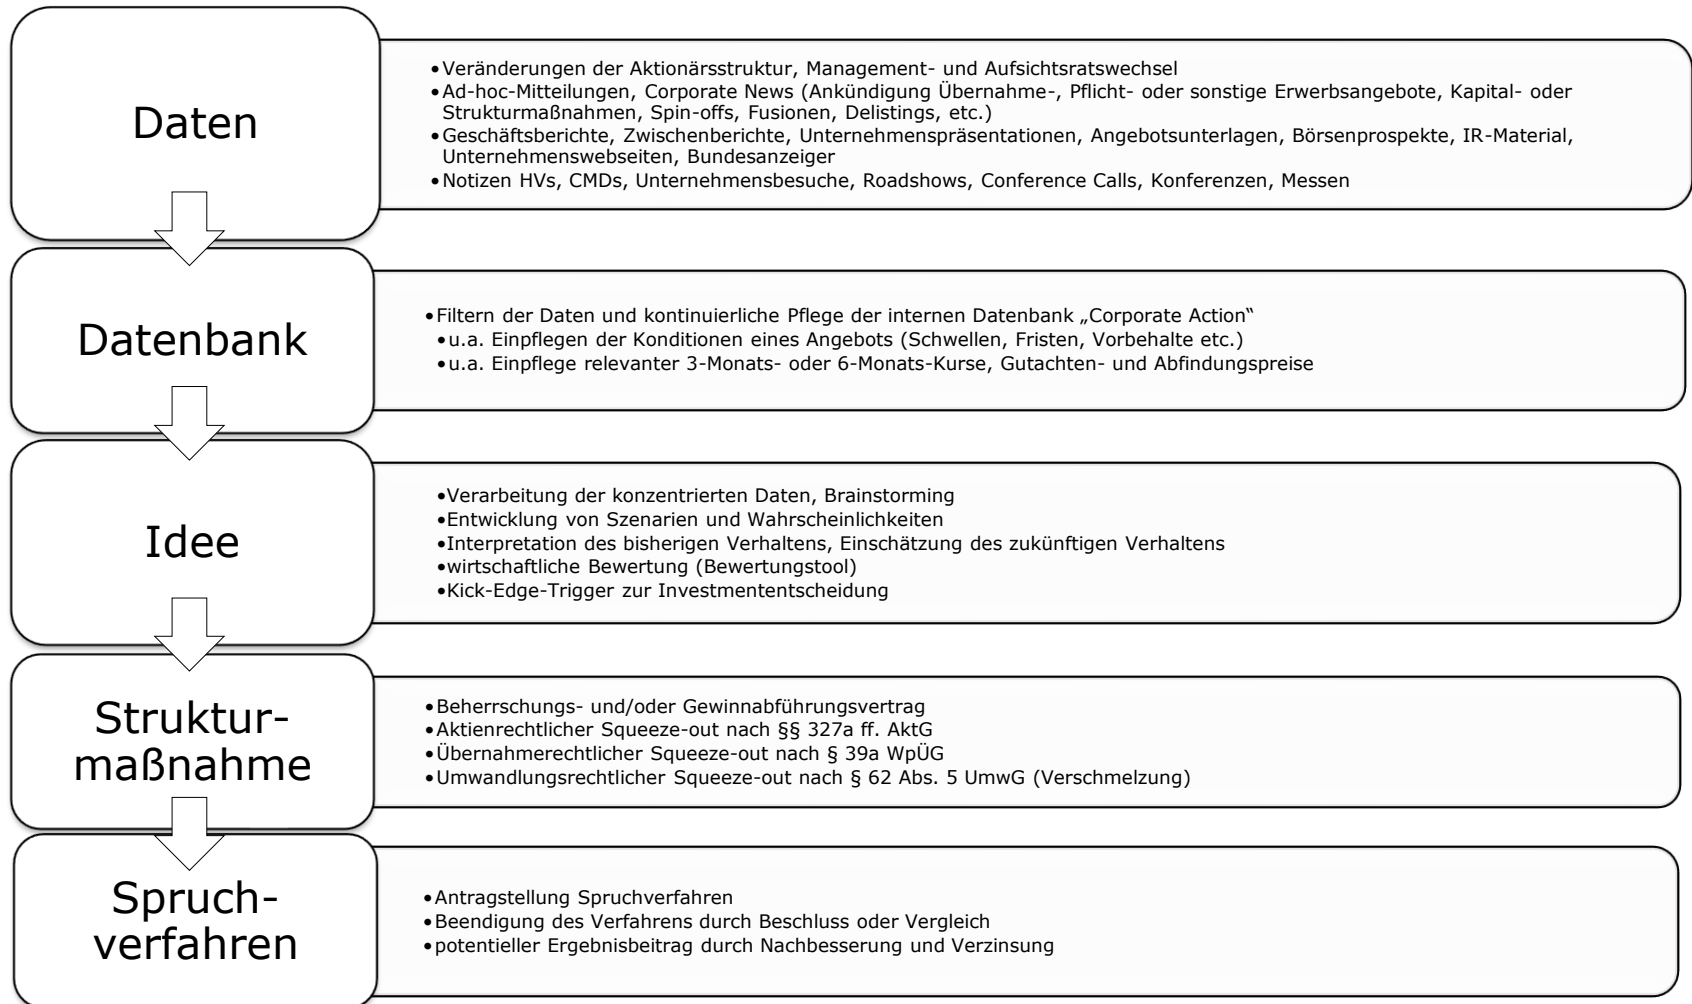 Daten
•Veränderungen der Aktionärsstruktur, Management- und Aufsichtsratswechsel
•Ad-hoc-Mitteilungen, Corporate News (Ankündigung Übernahme-, Pflicht- oder sonstige Erwerbsangebote, Kapital- oder
Strukturmaßnahmen, Spin-offs, Fusionen, Delistings, etc.)
•Geschäftsberichte, Zwischenberichte, Unternehmenspräsentationen, Angebotsunterlagen, Börsenprospekte, IR-Material,
Unternehmenswebseiten, Bundesanzeiger
•Notizen HVs, CMDs, Unternehmensbesuche, Roadshows, Conference Calls, Konferenzen, Messen
Datenbank
•Filtern der Daten und kontinuierliche Pflege der internen Datenbank „Corporate Action“
•u.a. Einpflegen der Konditionen eines Angebots (Schwellen, Fristen, Vorbehalte etc.)
•u.a. Einpflege relevanter 3-Monats- oder 6-Monats-Kurse, Gutachten- und Abfindungspreise
Idee
•Verarbeitung der konzentrierten Daten, Brainstorming
•Entwicklung von Szenarien und Wahrscheinlichkeiten
•Interpretation des bisherigen Verhaltens, Einschätzung des zukünftigen Verhaltens
•wirtschaftliche Bewertung (Bewertungstool)
•Kick-Edge-Trigger zur Investmententscheidung
Struktur-
maßnahme
•Beherrschungs- und/oder Gewinnabführungsvertrag
•Aktienrechtlicher Squeeze-out nach §§ 327a ff. AktG
•Übernahmerechtlicher Squeeze-out nach § 39a WpÜG
•Umwandlungsrechtlicher Squeeze-out nach § 62 Abs. 5 UmwG (Verschmelzung)
Spruch-
verfahren
•Antragstellung Spruchverfahren
•Beendigung des Verfahrens durch Beschluss oder Vergleich
•potentieller Ergebnisbeitrag durch Nachbesserung und Verzinsung